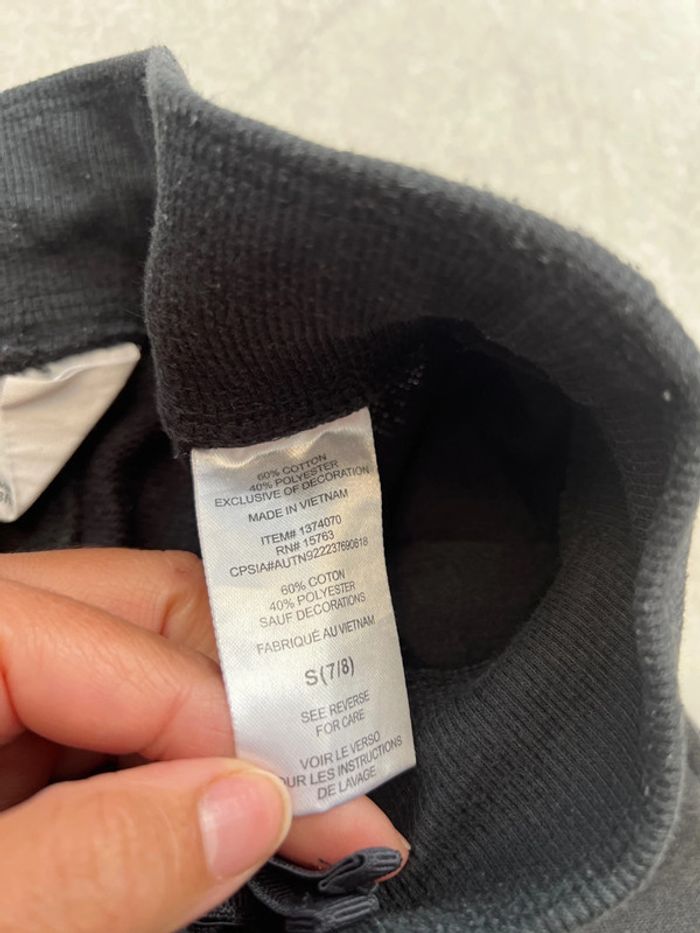 60% COTTON
40% POLYESTER
EXCLUSIVE OF DECORATION
MADE IN VIETNAM
ITEM# 1374070
RN# 15763
CPSIA#AUTN922237690618
60% COTON
40% POLYESTER
SAUF DECORATIONS
FABRIQUÉ AU VIETNAM
S(7/8)
SEE REVERSE
FOR CARE
VOIR LE VERSO
OUR LES INSTRUCTIONS
DE LAVAGE